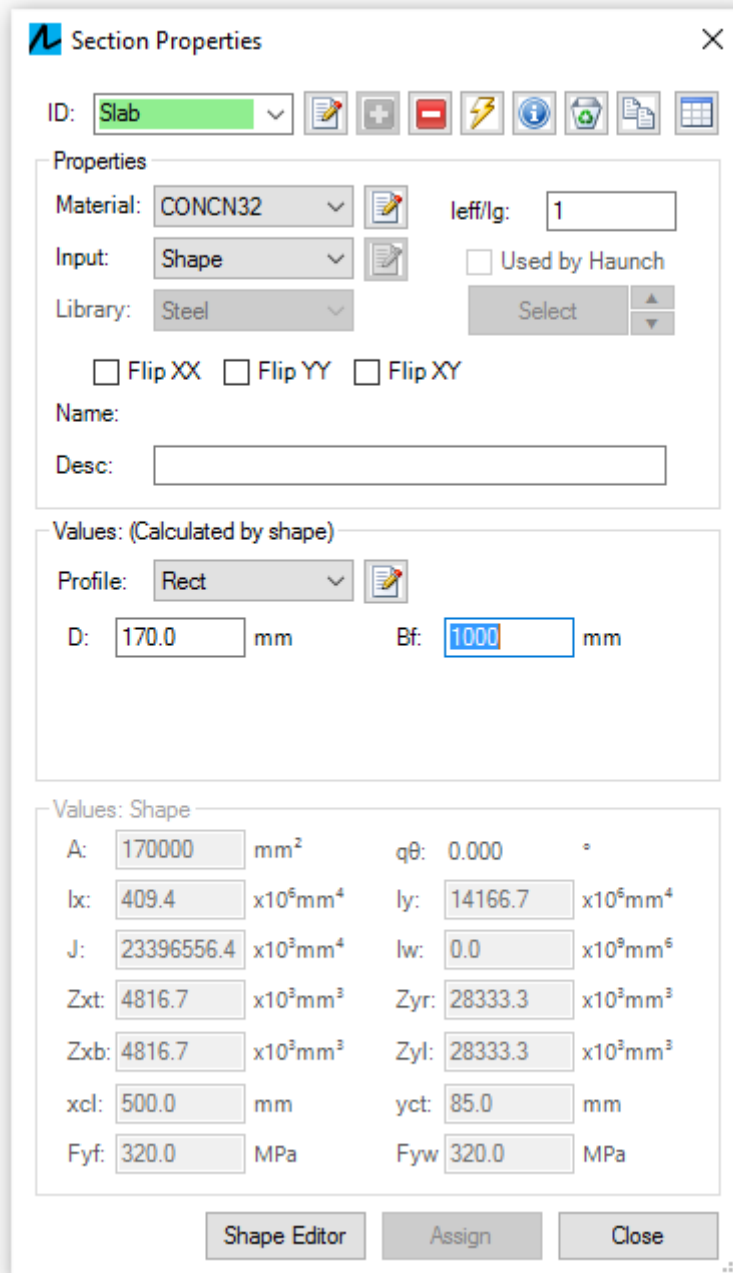 Section Properties
ID: Slab
Properties
Material: CONCN32 Ieff/Ig: 1
Input: Shape Used by Haunch
Library: Steel Select
Flip XX Flip YY Flip XY
Name:
Desc:
Values: (Calculated by shape)
Profile: Rect
D: 170.0 mm Bf: 1000 mm
Values: Shape
A: 170000 mm² qθ: 0.000 °
Ix: 409.4 x10⁶mm⁴ Iy: 14166.7 x10⁶mm⁴
J: 23396556.4 x10³mm⁴ Iw: 0.0 x10⁹mm⁶
Zxt: 4816.7 x10³mm³ Zyr: 28333.3 x10³mm³
Zxb: 4816.7 x10³mm³ Zyl: 28333.3 x10³mm³
xcl: 500.0 mm yct: 85.0 mm
Fyf: 320.0 MPa Fyw 320.0 MPa
Shape Editor Assign Close